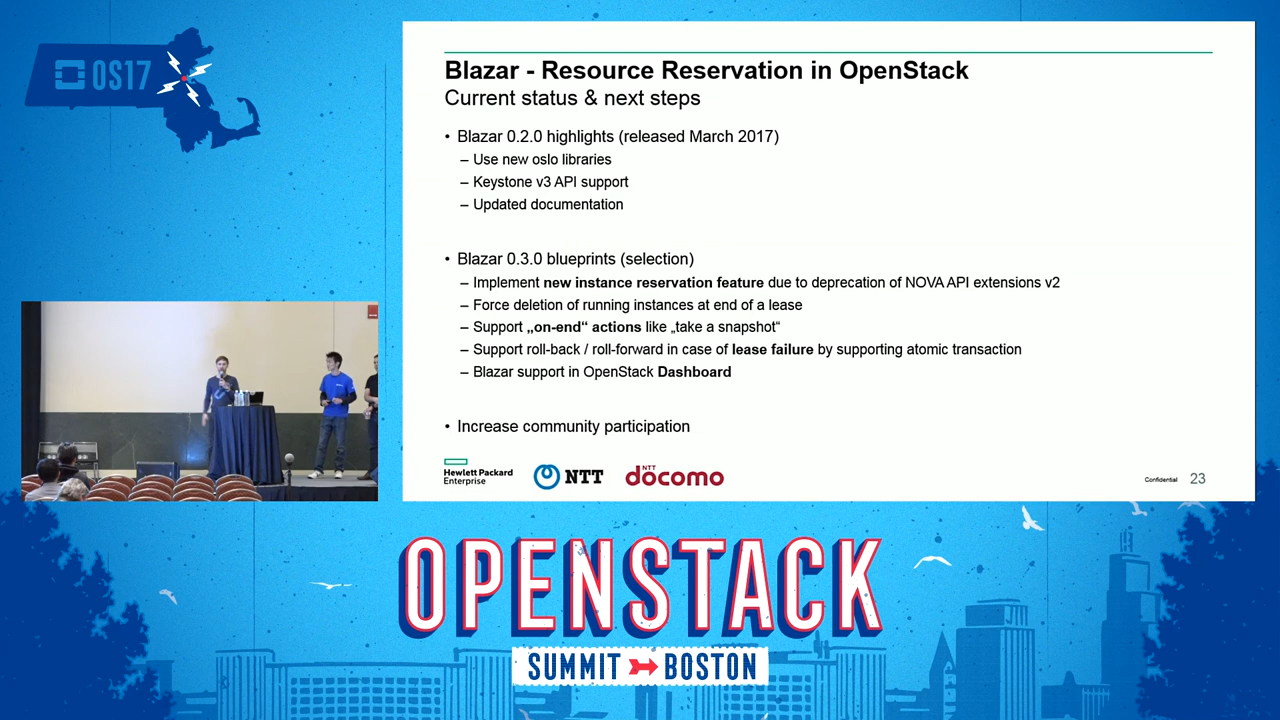 OS17
Blazar - Resource Reservation in OpenStack
Current status & next steps
• Blazar 0.2.0 highlights (released March 2017)
– Use new oslo libraries
– Keystone v3 API support
– Updated documentation
• Blazar 0.3.0 blueprints (selection)
– Implement new instance reservation feature due to deprecation of NOVA API extensions v2
– Force deletion of running instances at end of a lease
– Support „on-end“ actions like „take a snapshot“
– Support roll-back / roll-forward in case of lease failure by supporting atomic transaction
– Blazar support in OpenStack Dashboard
• Increase community participation
Hewlett Packard
Enterprise
NTT
NTT
döcomo
Confidential 23
OPENSTACK
SUMMIT BOSTON